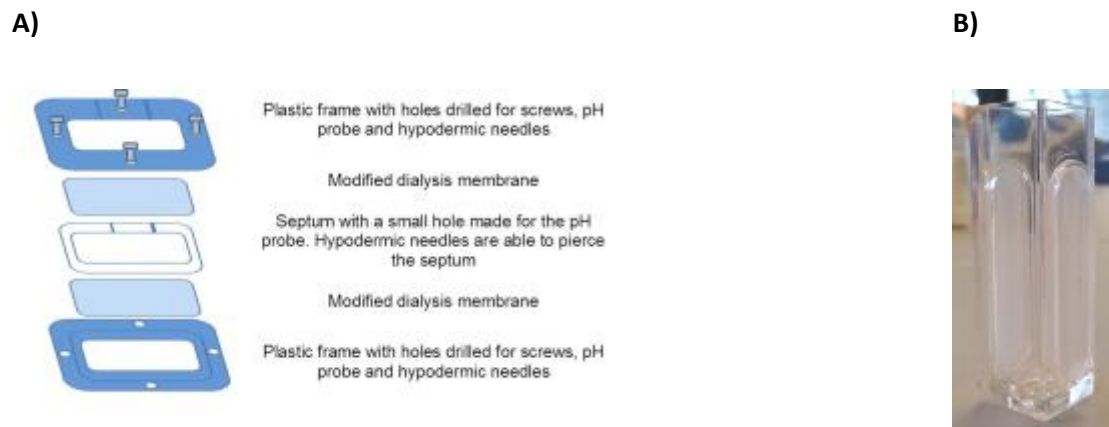 A)
B)
Plastic frame with holes drilled for screws, pH
probe and hypodermic needles
Modified dialysis membrane
Septum with a small hole made for the pH
probe. Hypodermic needles are able to pierce
the septum
Modified dialysis membrane
Plastic frame with holes drilled for screws, pH
probe and hypodermic needles